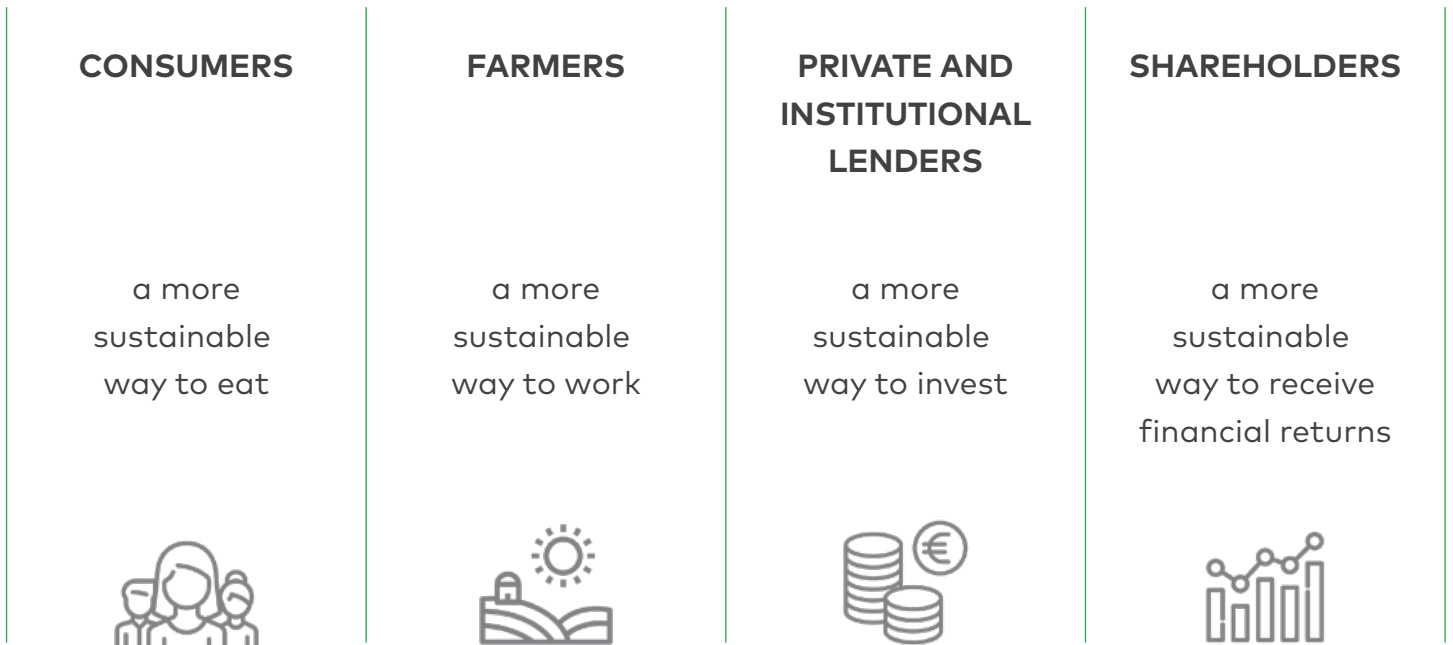 CONSUMERS
a more
sustainable
way to eat
FARMERS
a more
sustainable
way to work
PRIVATE AND
INSTITUTIONAL
LENDERS
a more
sustainable
way to invest
€
SHAREHOLDERS
a more
sustainable
way to receive
financial returns